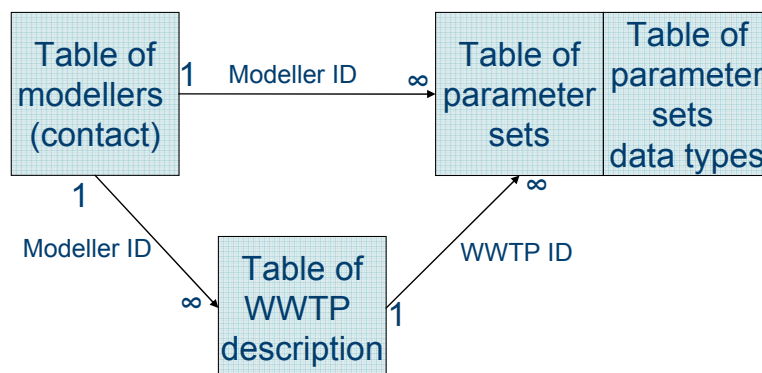 Table of
modellers
(contact)
1
Modeller ID
∞
Table of
parameter
sets
Table of
parameter
sets
data types
1
Modeller ID
∞
Table of
WWTP
description
1
WWTP ID
∞